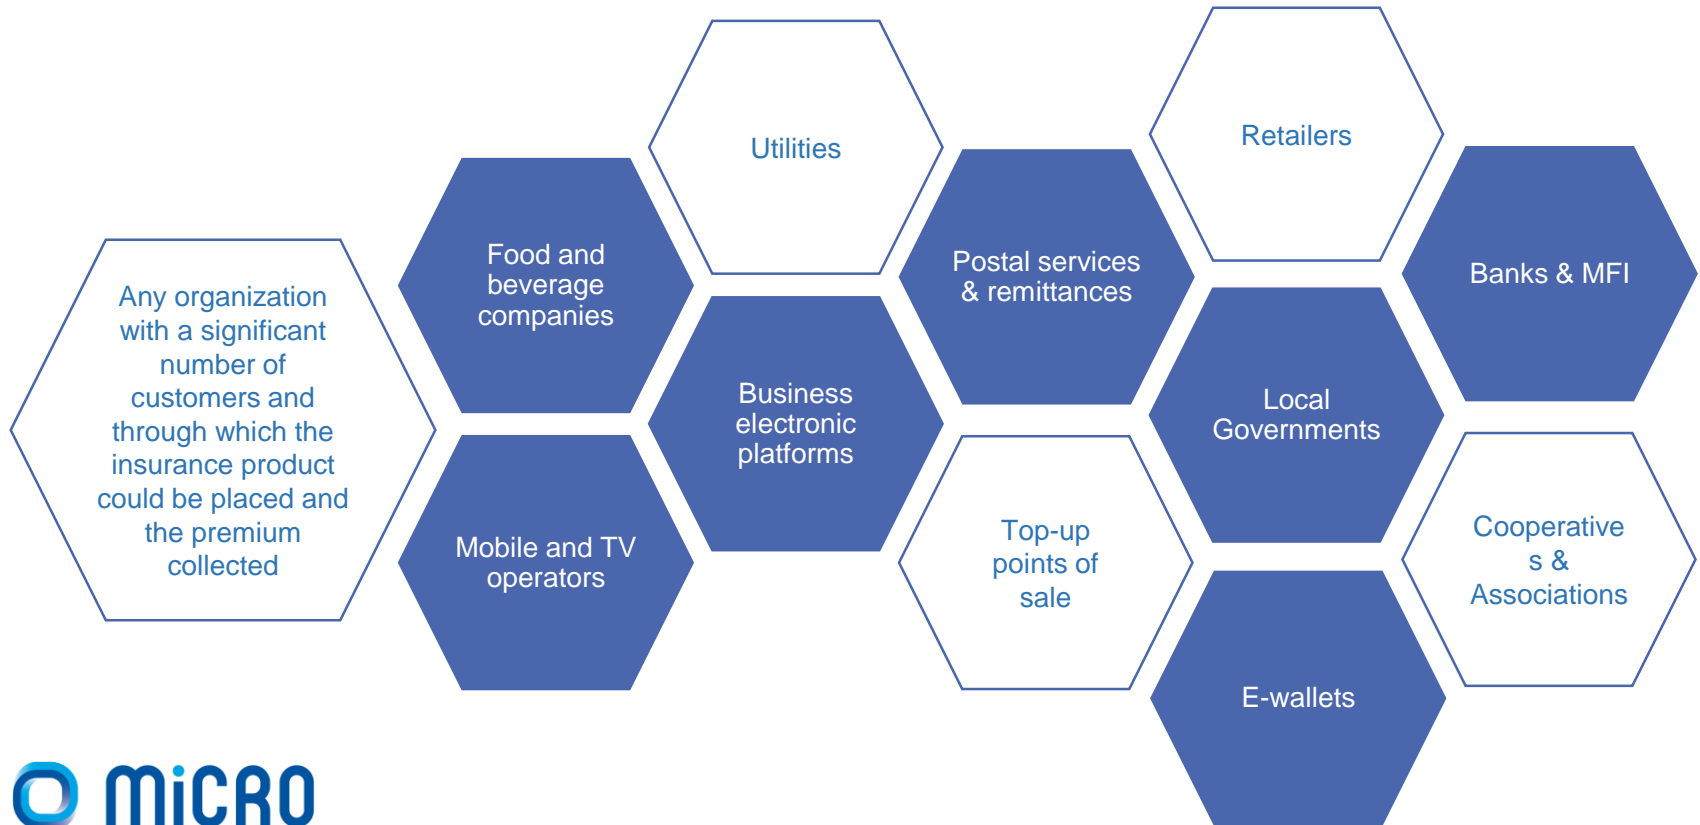 Any organization
with a significant
number of
customers and
through which the
insurance product
could be placed and
the premium
collected
Food and
beverage
companies
Mobile and TV
operators
Utilities
Business
electronic
platforms
Postal services
& remittances
Top-up
points of
sale
Retailers
Local
Governments
E-wallets
Banks & MFI
Cooperative
s &
Associations
MiCRO